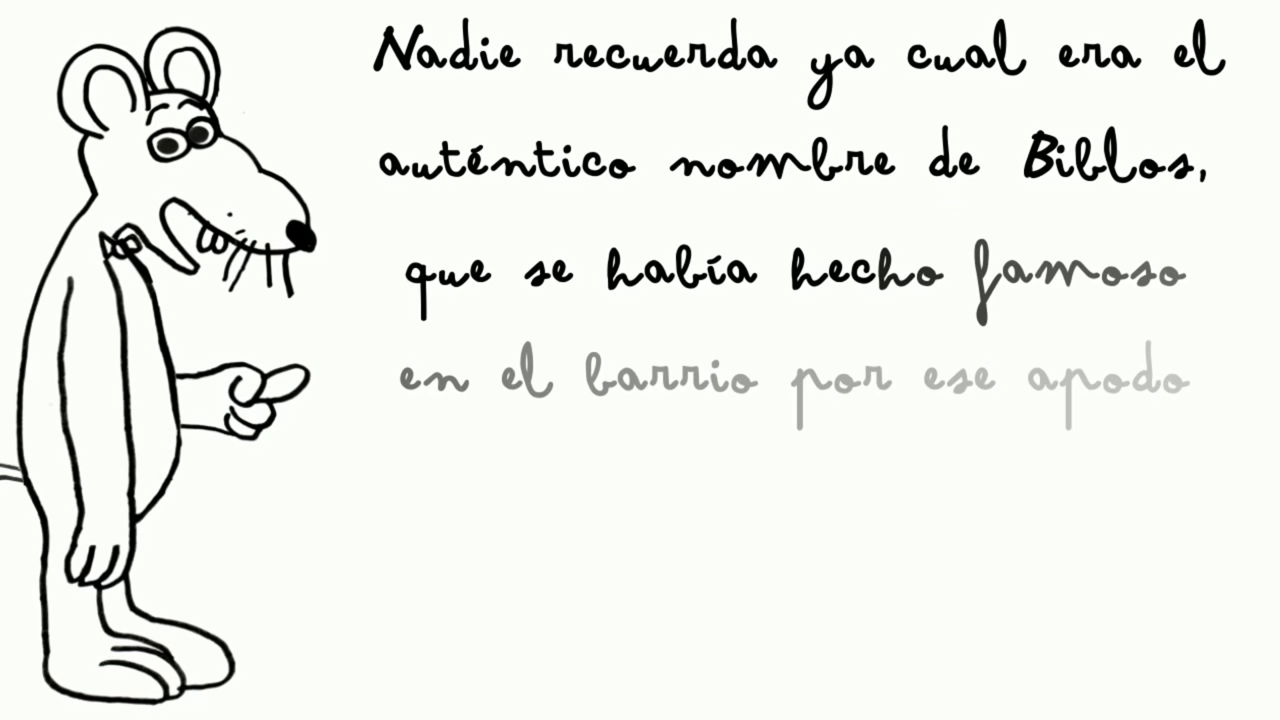 Nadie recuerda ya cual era el
auténtico nombre de Biblos,
que se había hecho famoso
en el barrio por ese apodo